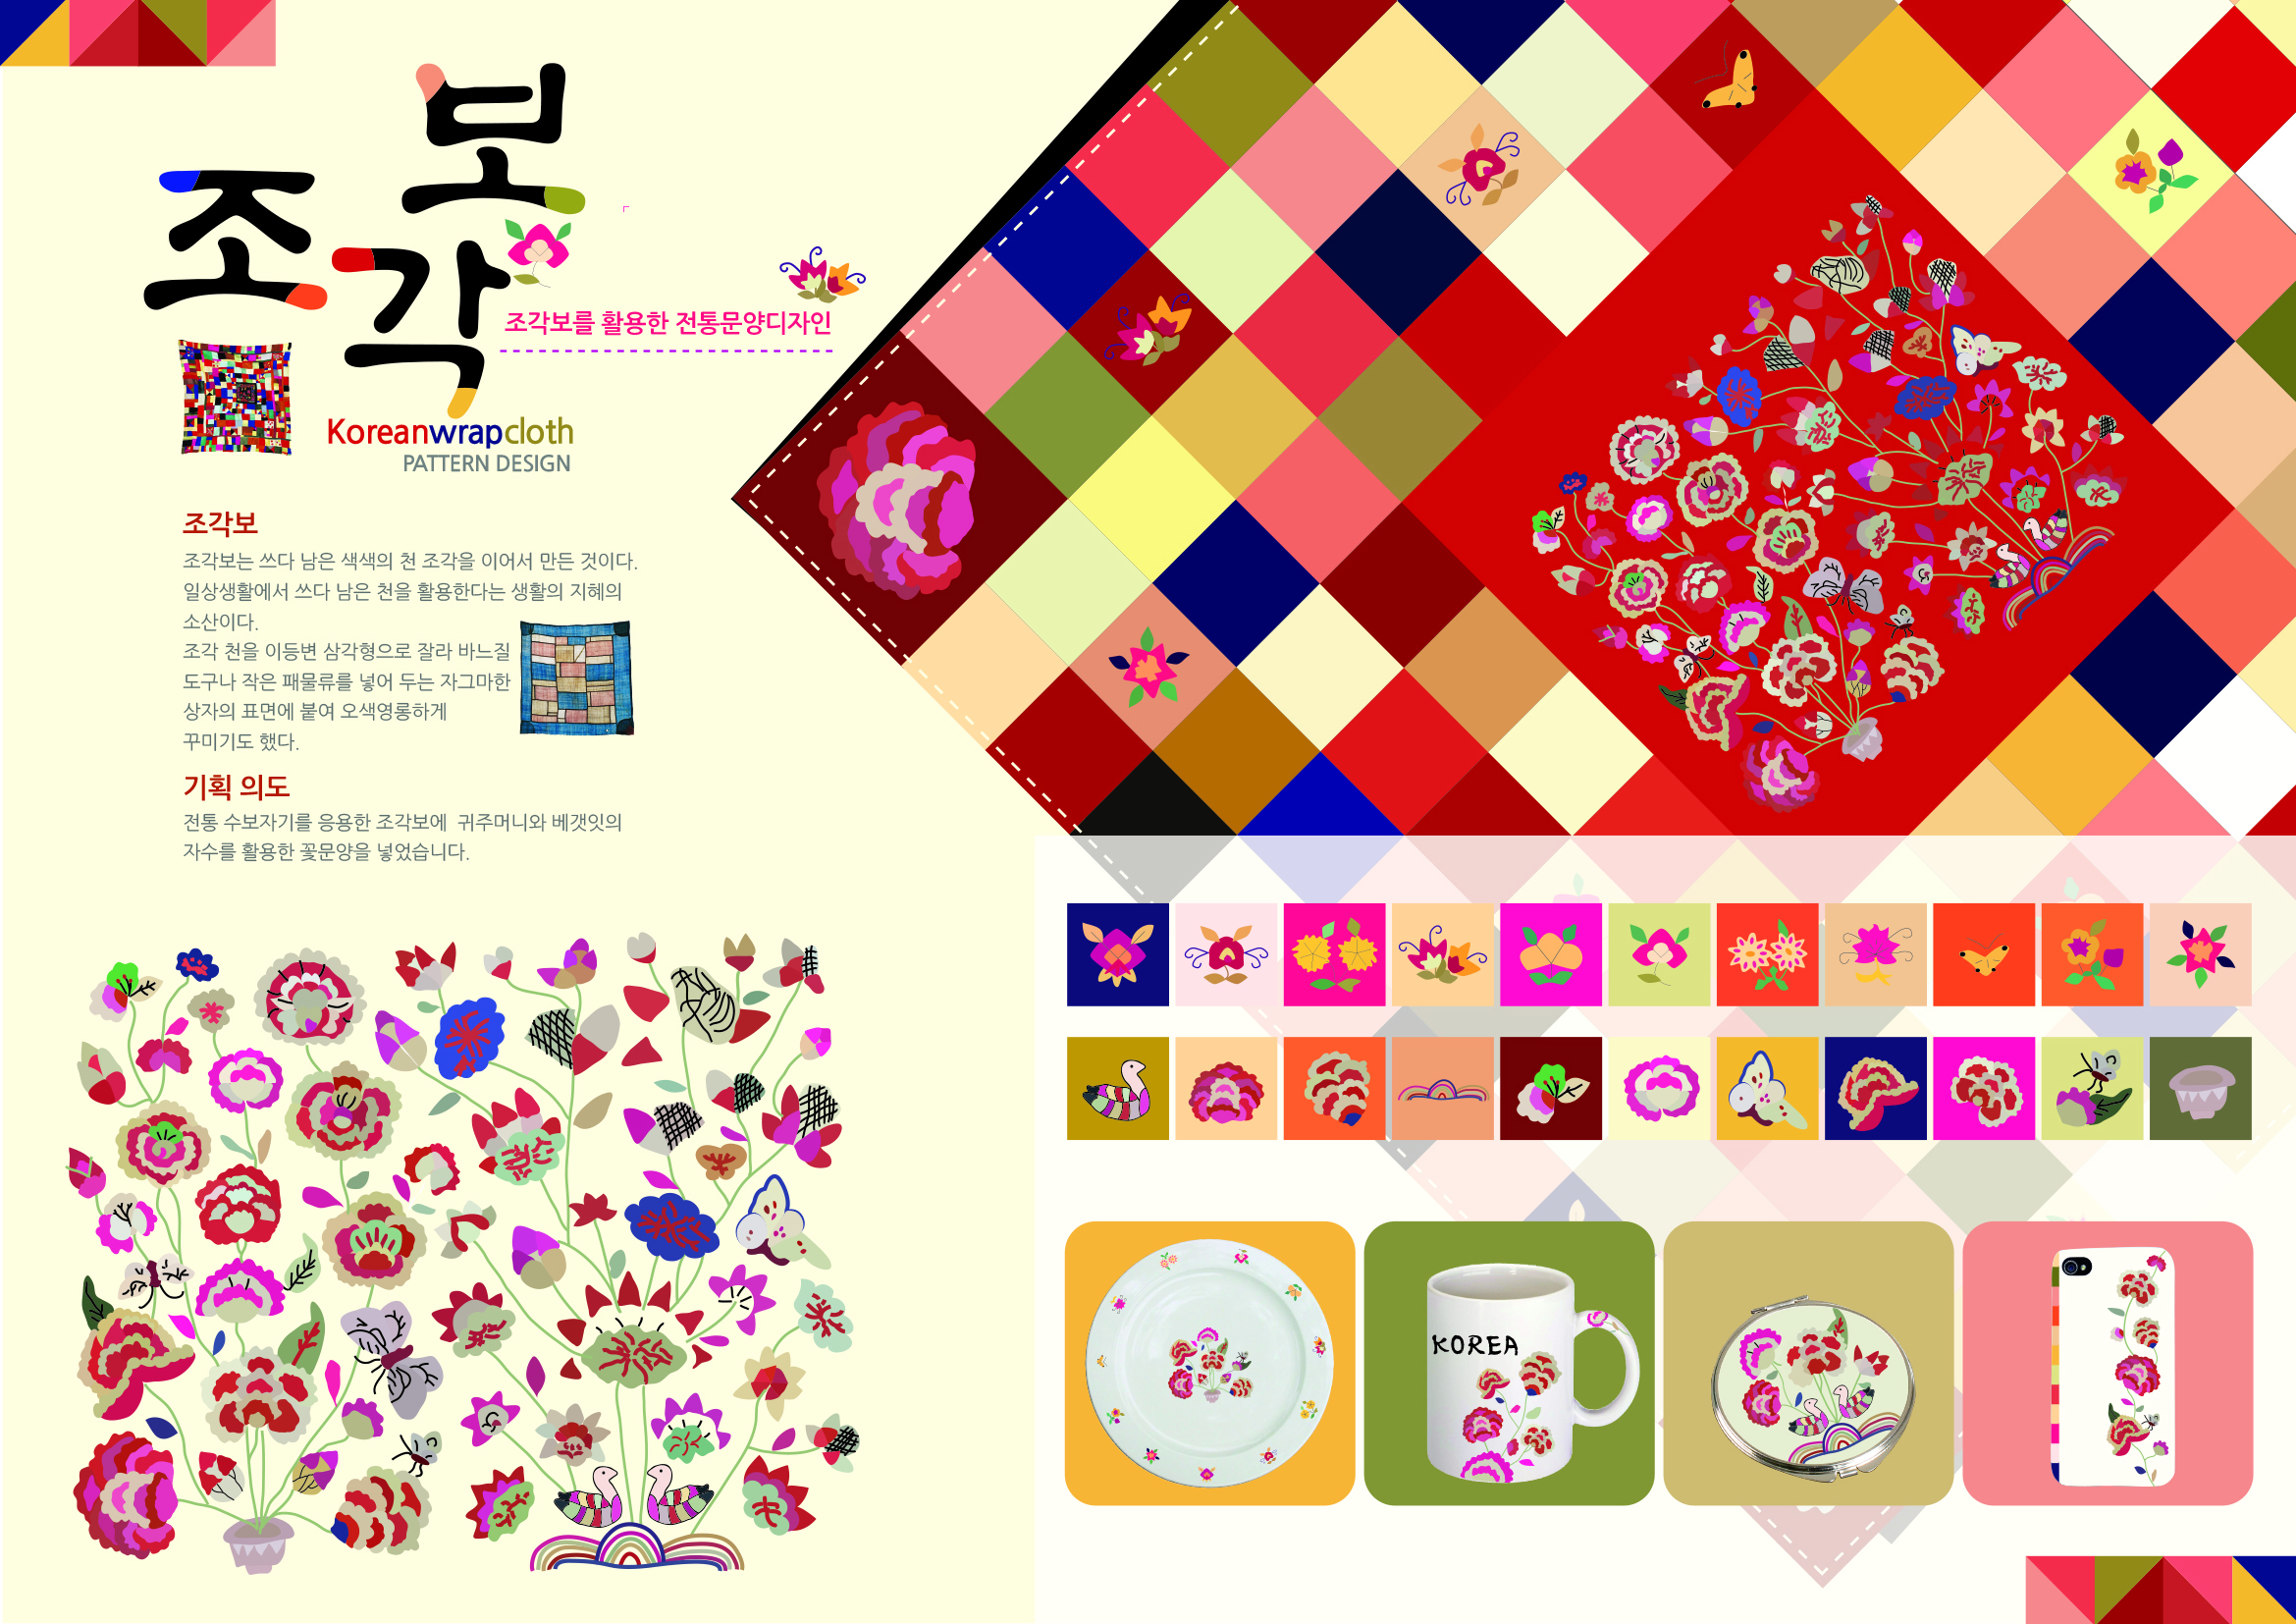 조각보
조각보를 활용한 전통문양디자인
Koreanwrapcloth
PATTERN DESIGN
조각보
조각보는 쓰다 남은 색색의 천 조각을 이어서 만든 것이다.
일상생활에서 쓰다 남은 천을 활용한다는 생활의 지혜의
소산이다.
조각 천을 이등변 삼각형으로 잘라 바느질
도구나 작은 패물류를 넣어 두는 자그마한
상자의 표면에 붙여 오색영롱하게
꾸미기도 했다.
기획 의도
전통 수보자기를 응용한 조각보에 귀주머니와 베갯잇의
자수를 활용한 꽃문양을 넣었습니다.
KOREA